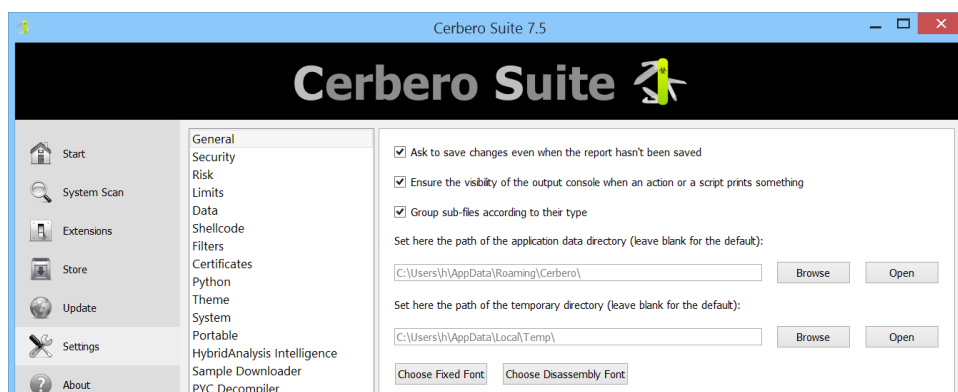 Cerbero Suite 7.5
Cerbero Suite
Start
System Scan
Extensions
Store
Update
Settings
About
General
Security
Risk
Limits
Data
Shellcode
Filters
Certificates
Python
Theme
System
Portable
HybridAnalysis Intelligence
Sample Downloader
PYC Decompiler
Ask to save changes even when the report hasn't been saved
Ensure the visibility of the output console when an action or a script prints something
Group sub-files according to their type
Set here the path of the application data directory (leave blank for the default):
C:\Users\h\AppData\Roaming\Cerbero\ Browse Open
Set here the path of the temporary directory (leave blank for the default):
C:\Users\h\AppData\Local\Temp\ Browse Open
Choose Fixed Font Choose Disassembly Font